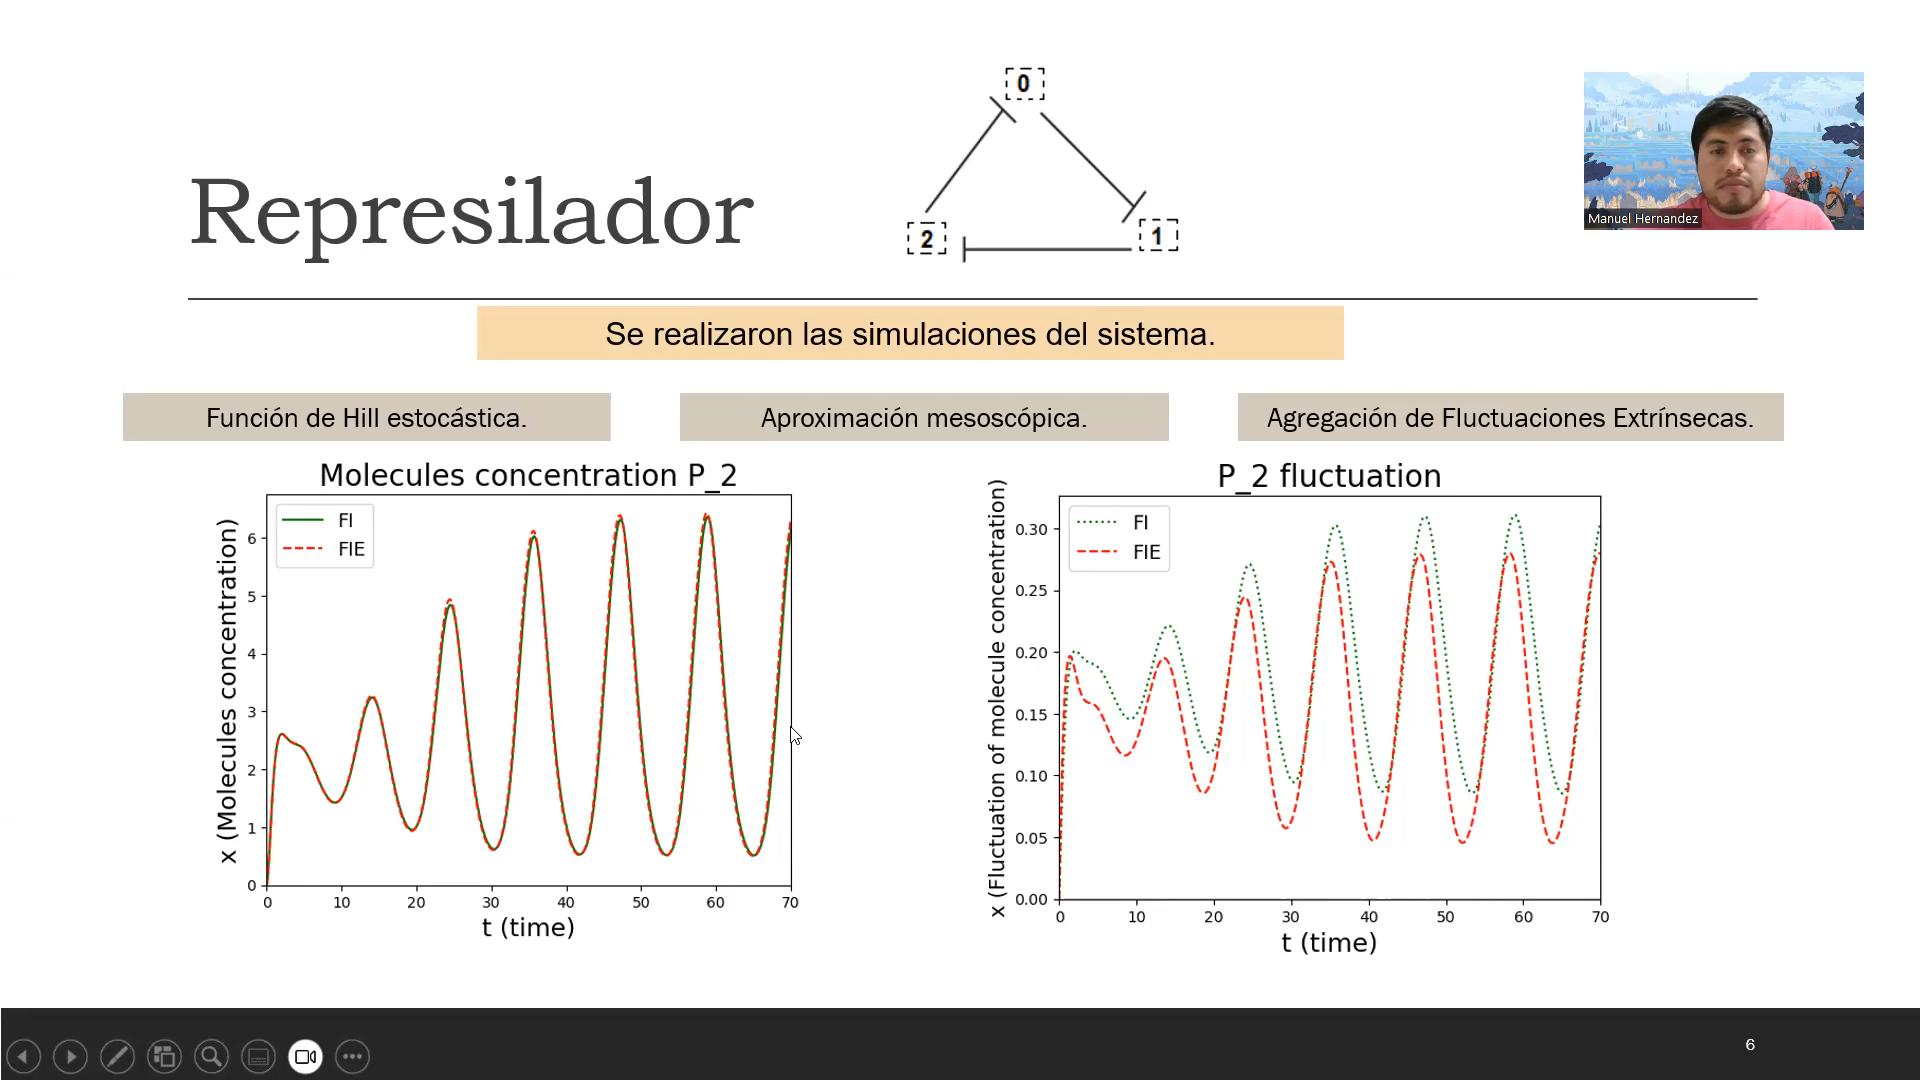 0
2
1
Represilador
Manuel Hernandez
Se realizaron las simulaciones del sistema.
Función de Hill estocástica.
Aproximación mesoscópica.
Agregación de Fluctuaciones Extrínsecas.
Molecules concentration P_2
FI
FIE
x (Molecules concentration)
6
5
4
3
2
1
0
0 10 20 30 40 50 60 70
t (time)
P_2 fluctuation
FI
FIE
x (Fluctuation of molecule concentration)
0.30
0.25
0.20
0.15
0.10
0.05
0.00
0 10 20 30 40 50 60 70
t (time)
6